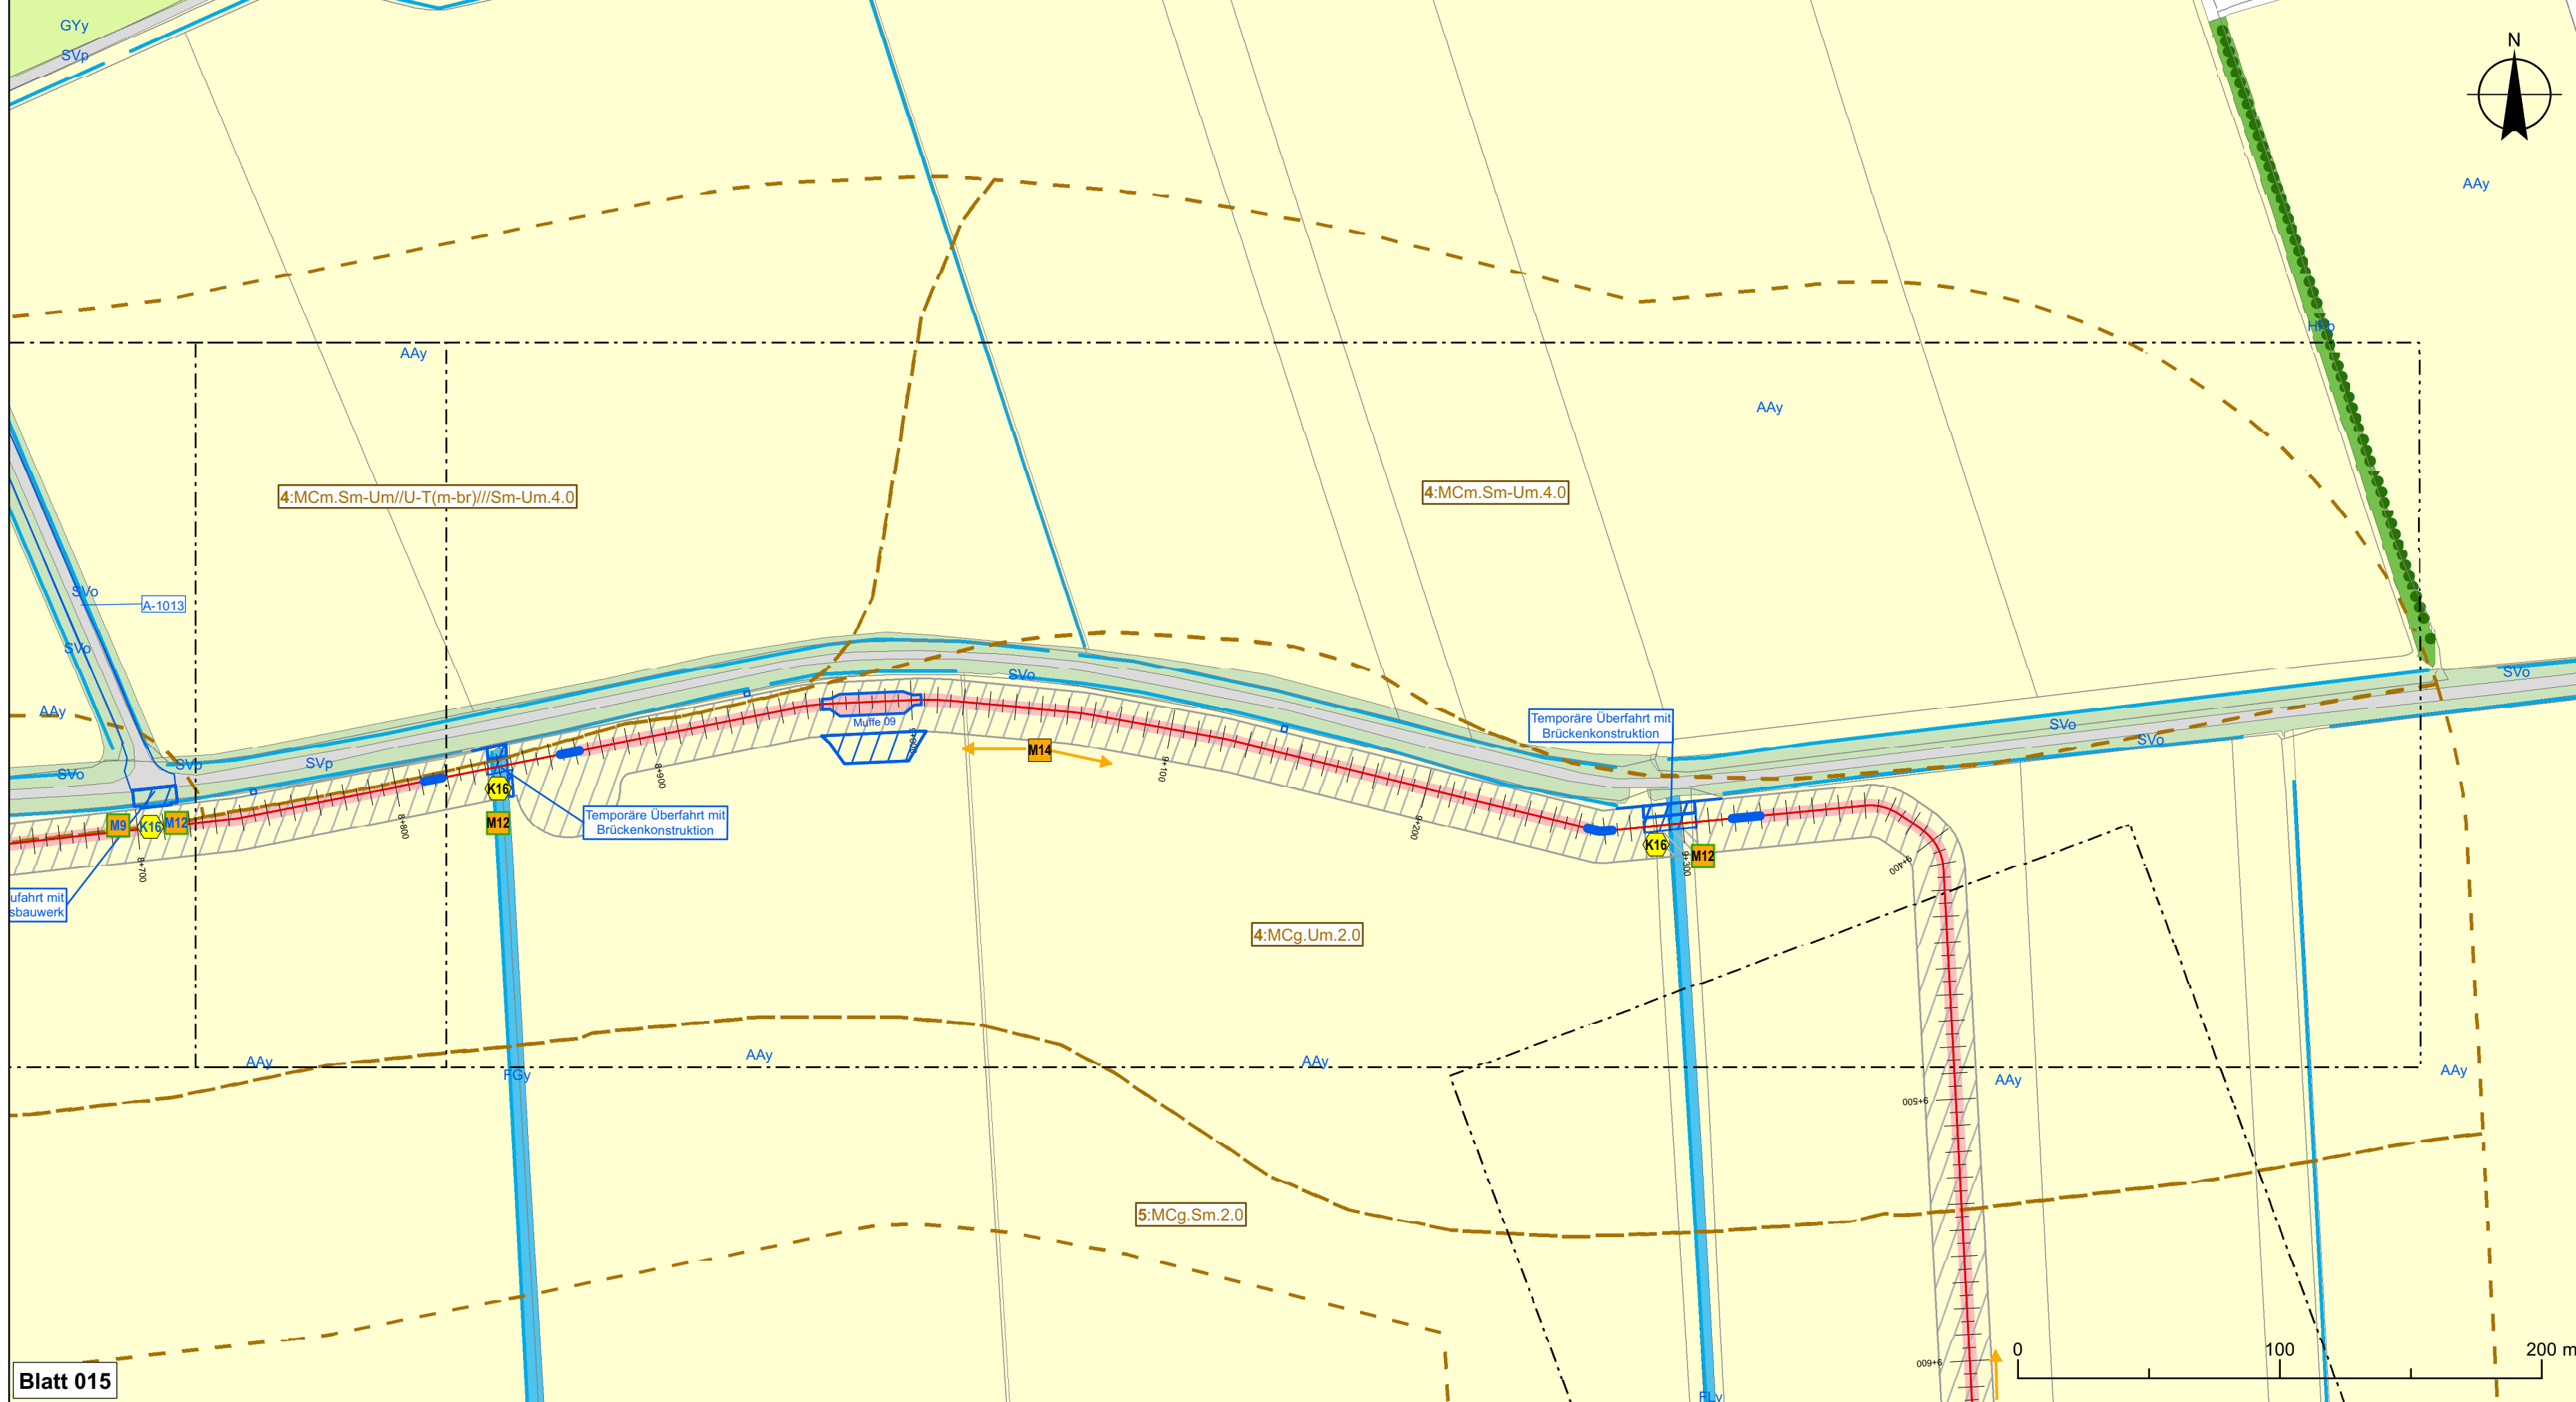 GYy
SVp
N
AAy
HFb
AAy
AAy
4:MCm.Sm-Um//U-T(m-br)///Sm-Um.4.0
4:MCm.Sm-Um.4.0
SVo
A-1013
SVo
SVo
SVo
AAy
SVo
SVp
SVp
SVo
SVo
Muffe 09
Temporäre Überfahrt mit
Brückenkonstruktion
M14
K16
M12
Temporäre Überfahrt mit
Brückenkonstruktion
M9
K16
M12
K16
M12
8+700
8+800
8+900
9+000
9+100
9+200
9+300
9+400
9+500
9+600
ufahrt mit
sbauwerk
4:MCg.Um.2.0
AAy
AAy
AAy
AAy
AAy
FGy
5:MCg.Sm.2.0
0
100
200 m
Blatt 015
FLy